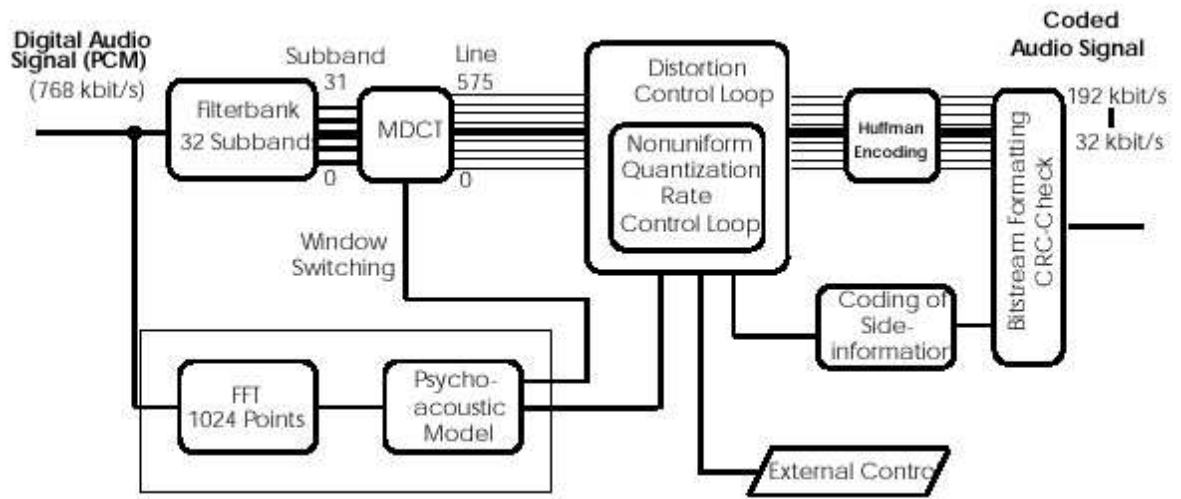 Digital Audio
Signal (PCM)
(768 kbit/s)
Filterbank
32 Subbands
Subband
31
0
MDCT
Line
575
0
Window
Switching
Distortion
Control Loop
Nonuniform
Quantization
Rate
Control Loop
Huffman
Encoding
Coded
Audio Signal
192 kbit/s
32 kbit/s
Bitstream Formatting
CRC-Check
Coding of
Side-
information
FFT
1024 Points
Psycho-
acoustic
Model
External Control